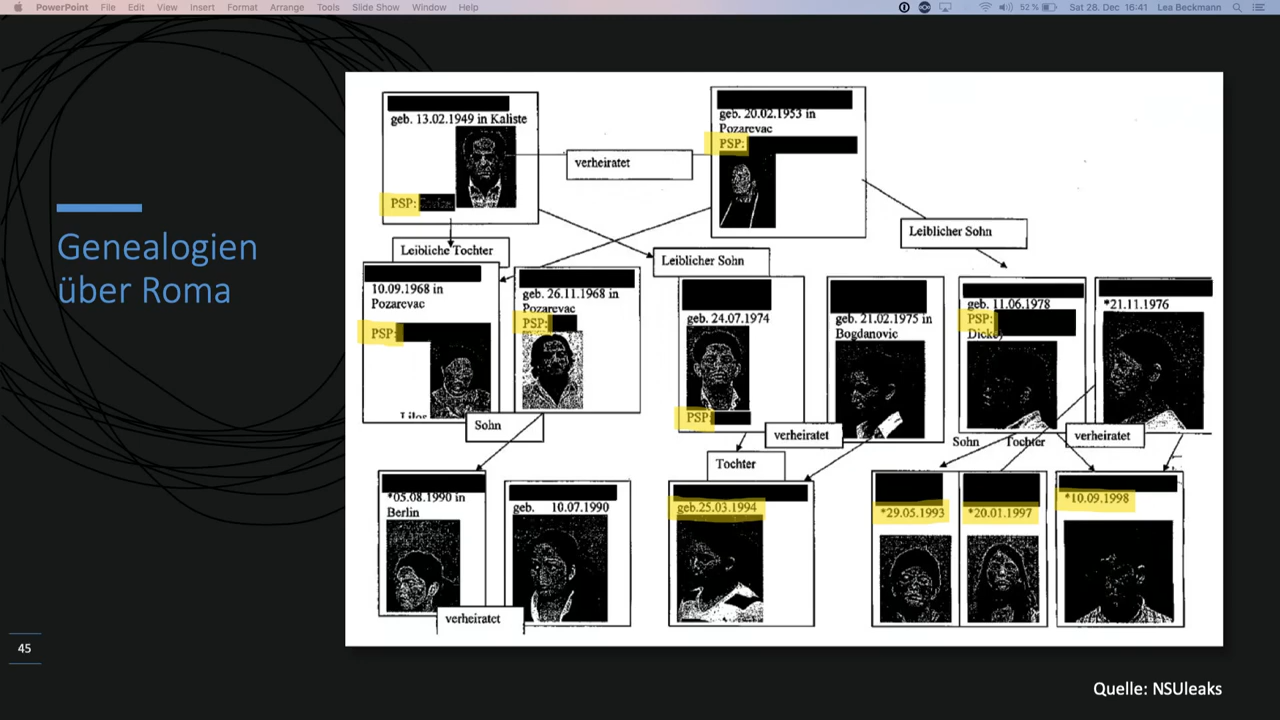 PowerPoint File Edit View Insert Format Arrange Tools Slide Show Window Help 52 % Sat 28. Dec 16:41 Lea Beckmann
Genealogien
über Roma
45
geb. 13.02.1949 in Kaliste
PSP:
verheiratet
geb. 20.02.1953 in
Pozarevac
PSP:
Leibliche Tochter
Leiblicher Sohn
Leiblicher Sohn
10.09.1968 in
Pozarevac
PSP:
geb. 26.11.1968 in
Pozarevac
PSP:
geb. 24.07.1974
PSP:
geb. 21.02.1975 in
Bogdanovic
geb. 11.06.1978
PSP:
Dicke)
*21.11.1976
Sohn
verheiratet
Tochter
Sohn
Tochter
verheiratet
*05.08.1990 in
Berlin
geb. 10.07.1990
verheiratet
geb.25.03.1994
*29.05.1993
*20.01.1997
*10.09.1998
Quelle: NSUleaks